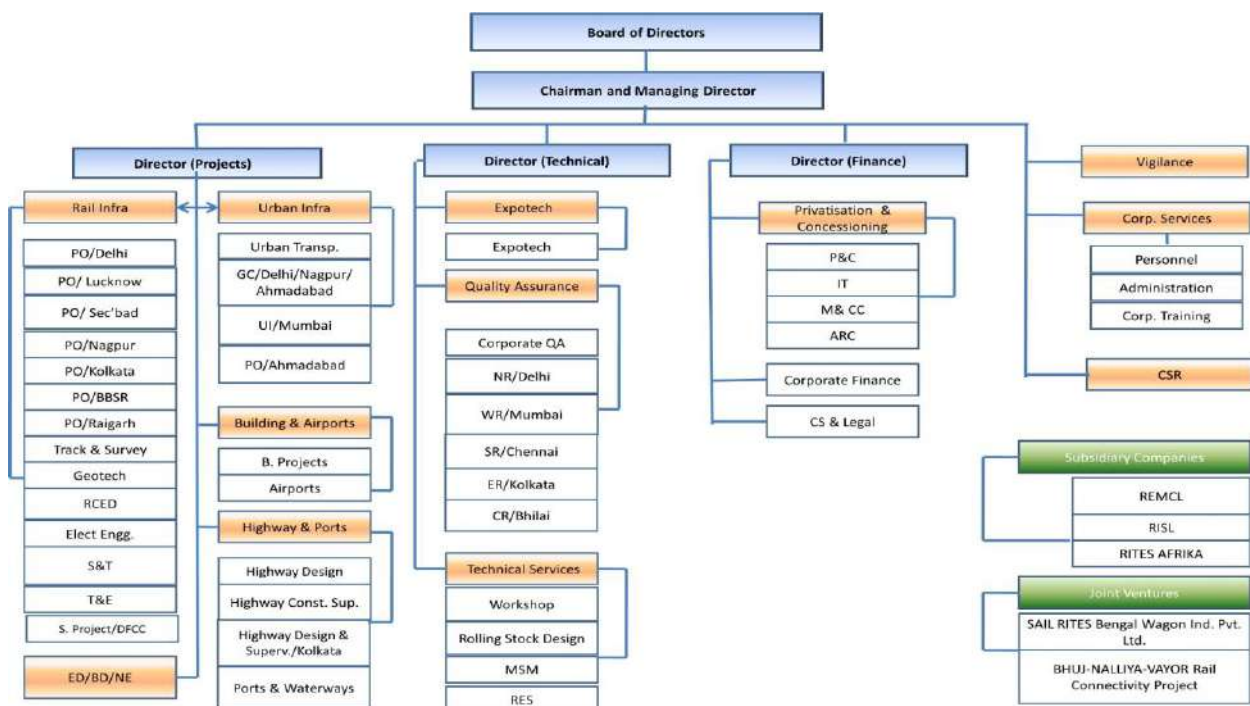 Board of Directors
Chairman and Managing Director
Director (Projects)
Rail Infra
PO/Delhi
PO/ Lucknow
PO/ Sec'bad
PO/Nagpur
PO/Kolkata
PO/BBSR
PO/Raigarh
Track & Survey
Geotech
RCED
Elect Engg.
S&T
T&E
S. Project/DFCC
ED/BD/NE
Urban Infra
Urban Transp.
GC/Delhi/Nagpur/
Ahmadabad
UI/Mumbai
PO/Ahmadabad
Building & Airports
B. Projects
Airports
Highway & Ports
Highway Design
Highway Const. Sup.
Highway Design &
Superv./Kolkata
Ports & Waterways
Director (Technical)
Expotech
Expotech
Quality Assurance
Corporate QA
NR/Delhi
WR/Mumbai
SR/Chennai
ER/Kolkata
CR/Bhilai
Technical Services
Workshop
Rolling Stock Design
MSM
RES
Director (Finance)
Privatisation &
Concessioning
P&C
IT
M& CC
ARC
Corporate Finance
CS & Legal
Vigilance
Corp. Services
Personnel
Administration
Corp. Training
CSR
Subsidiary Companies
REMCL
RISL
RITES AFRIKA
Joint Ventures
SAIL RITES Bengal Wagon Ind. Pvt.
Ltd.
BHUJ-NALLIYA-VAYOR Rail
Connectivity Project